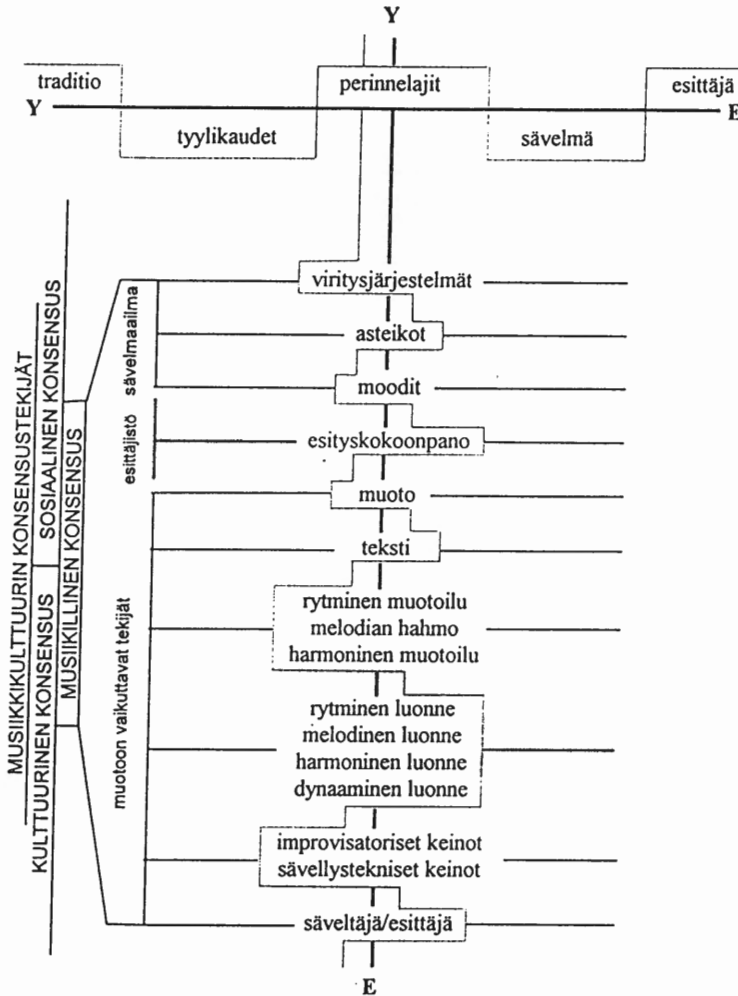 Y
traditio
perinnelajit
esittäjä
Y
E
tyylikaudet
sävelmä
MUSIIKKIKULTTUURIN KONSENSUSTEKIJÄT
KULTTUURINEN KONSENSUS
SOSIAALINEN KONSENSUS
MUSIIKILLINEN KONSENSUS
sävelmaailma
esittäjistö
muotoon vaikuttavat tekijät
viritysjärjestelmät
asteikot
moodit
esityskokoonpano
muoto
teksti
rytminen muotoilu
melodian hahmo
harmoninen muotoilu
rytminen luonne
melodinen luonne
harmoninen luonne
dynaaminen luonne
improvisatoriset keinot
sävellystekniset keinot
säveltäjä/esittäjä
E